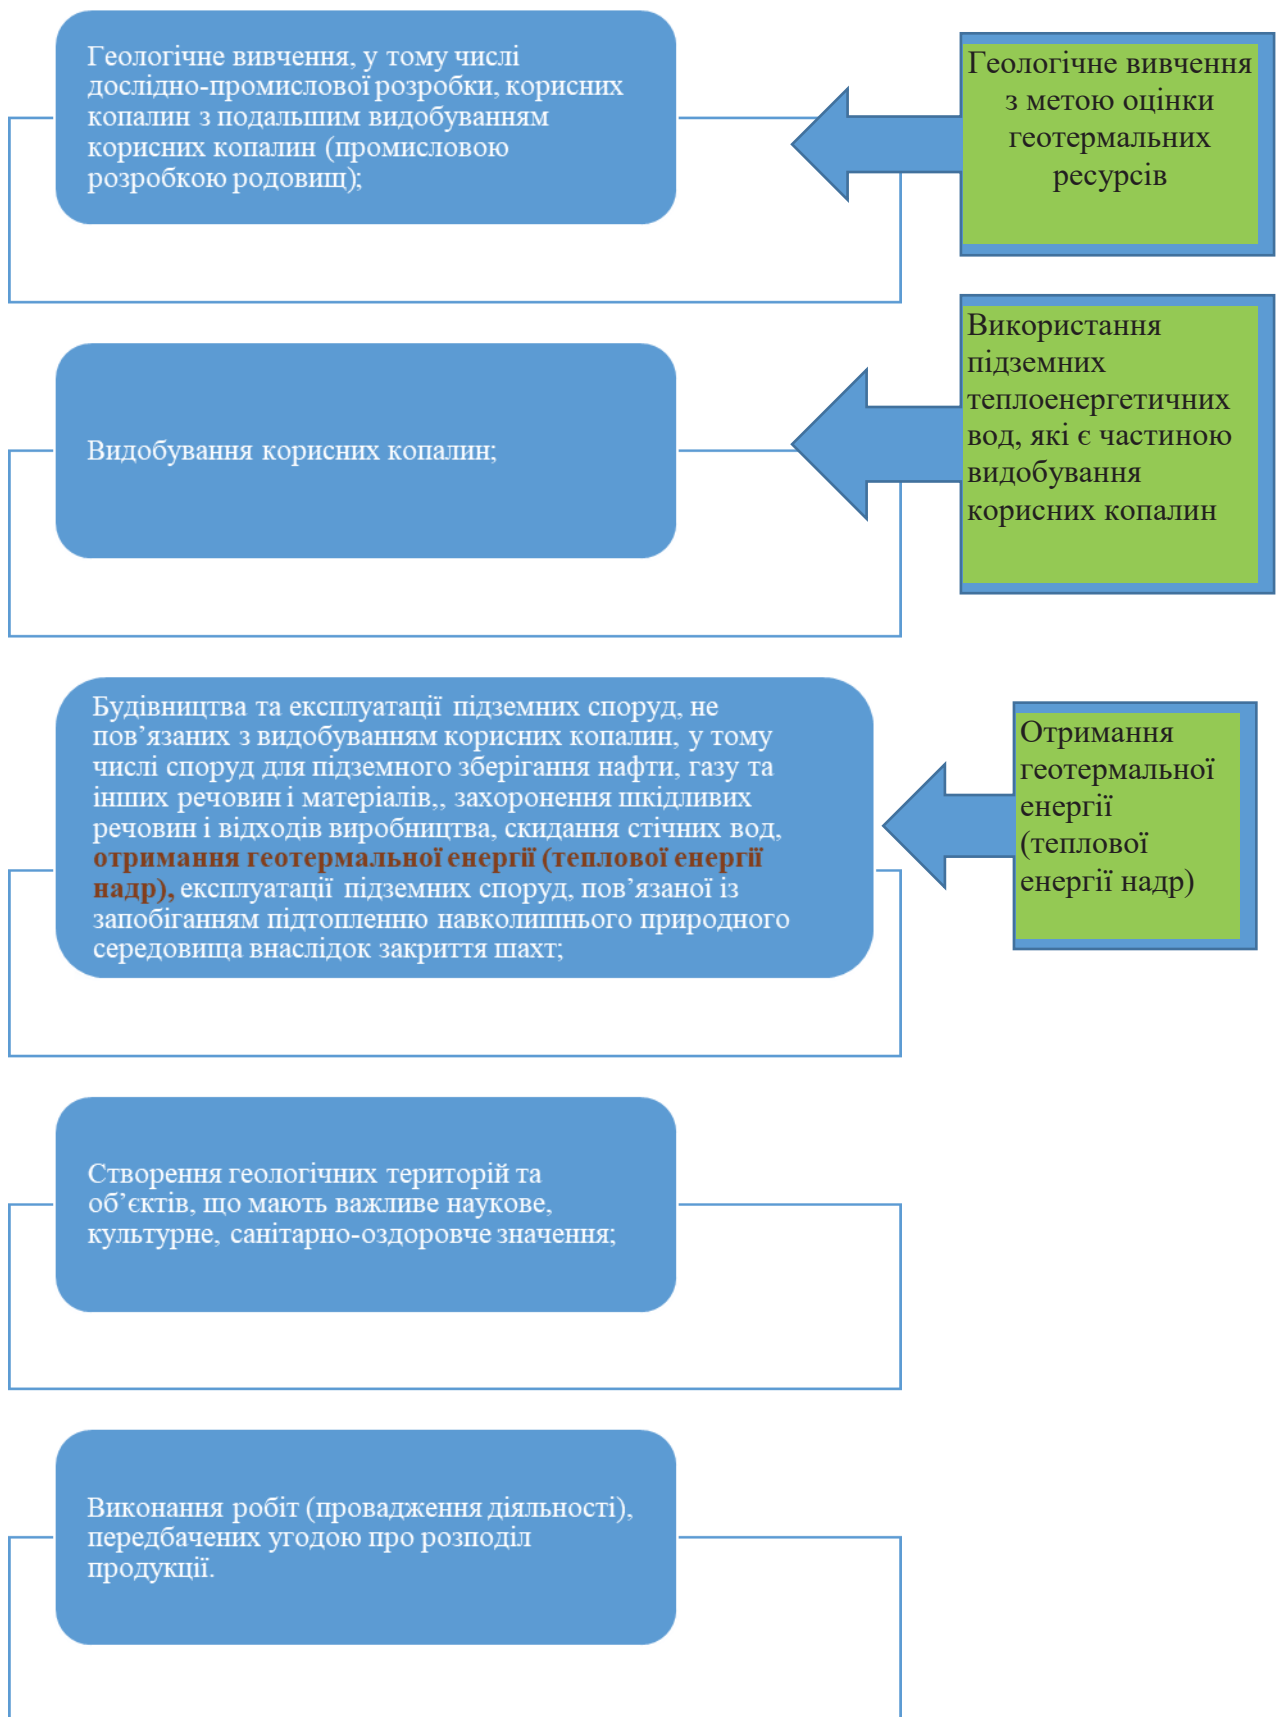 Геологічне вивчення, у тому числі
дослідно-промислової розробки, корисних
копалин з подальшим видобуванням
корисних копалин (промисловою
розробкою родовищ);
Геологічне вивчення
з метою оцінки
геотермальних
ресурсів
Видобування корисних копалин;
Використання
підземних
теплоенергетичних
вод, які є частиною
видобування
корисних копалин
Будівництва та експлуатації підземних споруд, не
пов’язаних з видобуванням корисних копалин, у тому
числі споруд для підземного зберігання нафти, газу та
інших речовин і матеріалів,, захоронення шкідливих
речовин і відходів виробництва, скидання стічних вод,
отримання геотермальної енергії (теплової енергії
надр), експлуатації підземних споруд, пов’язаної із
запобіганням підтопленню навколишнього природного
середовища внаслідок закриття шахт;
Отримання
геотермальної
енергії
(теплової
енергії надр)
Створення геологічних територій та
об’єктів, що мають важливе наукове,
культурне, санітарно-оздоровче значення;
Виконання робіт (провадження діяльності),
передбачених угодою про розподіл
продукції.